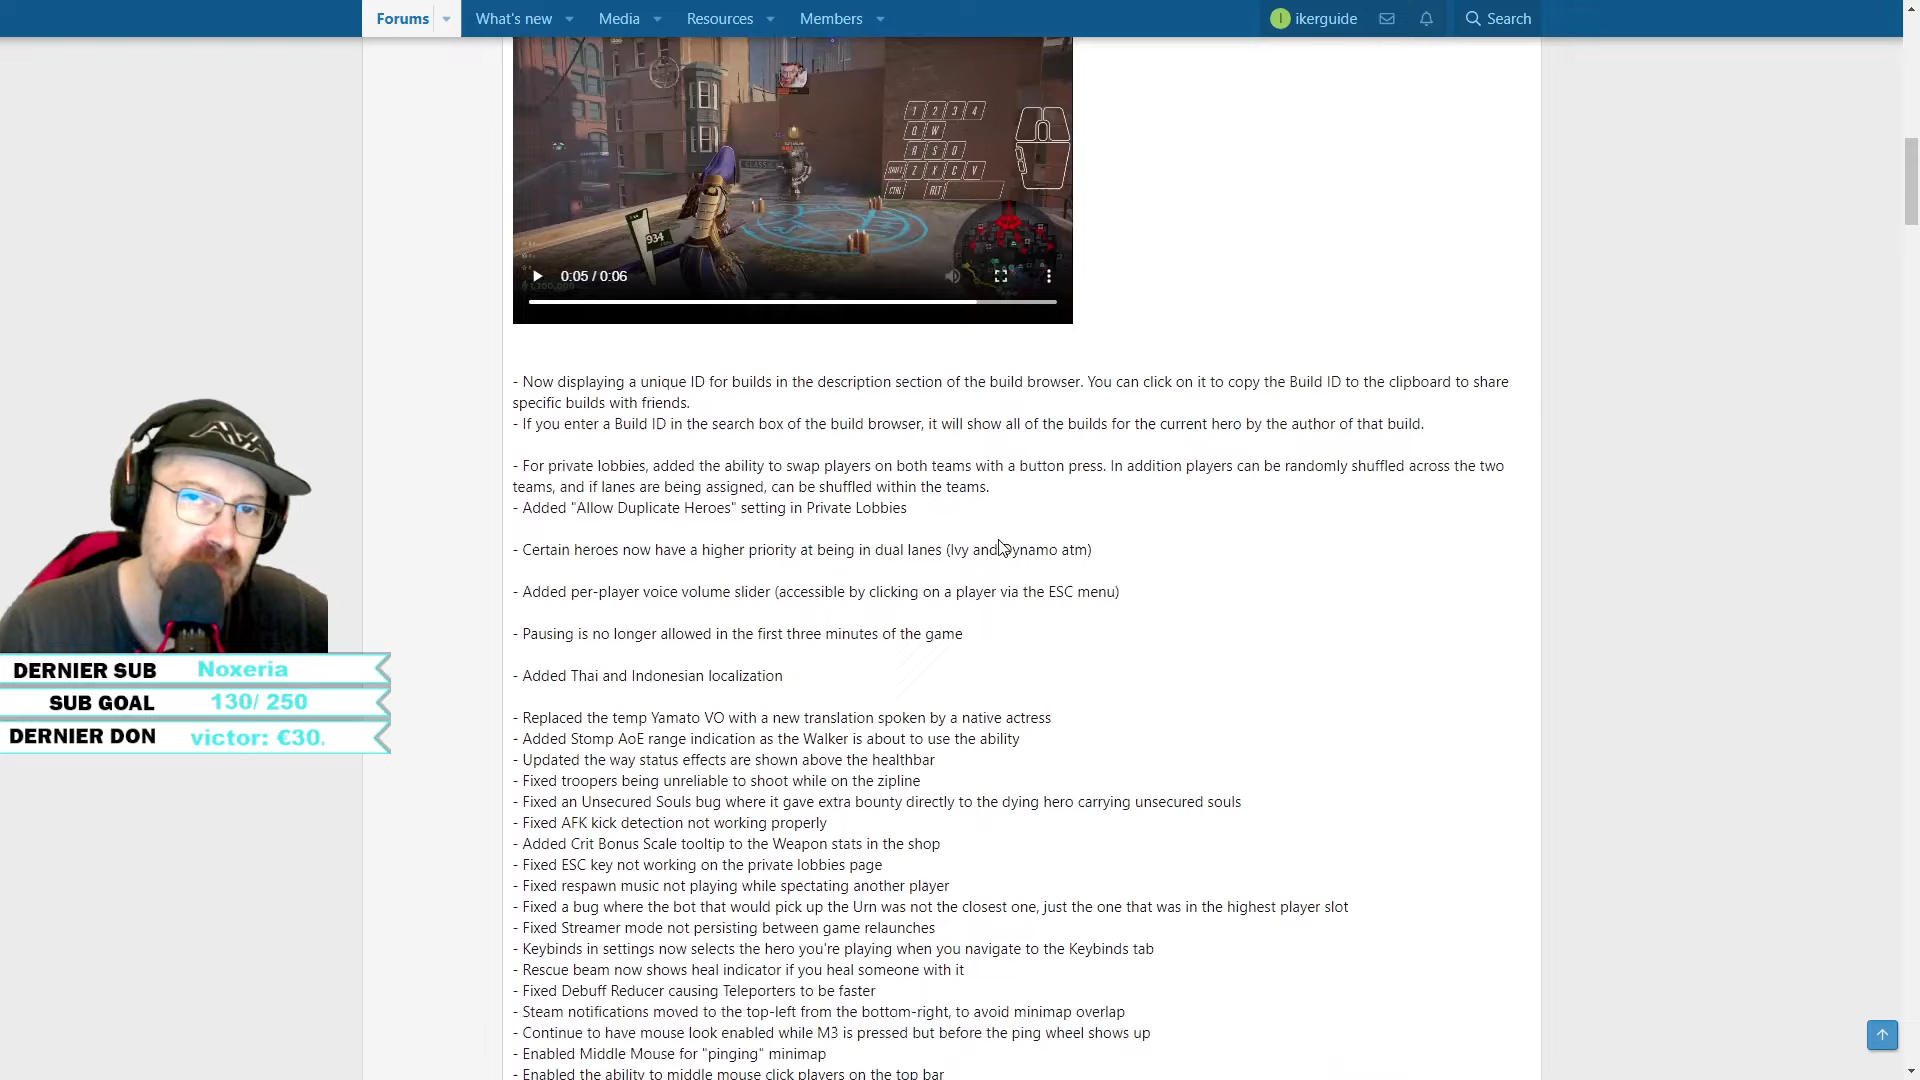 Forums What's new Media Resources Members ikerguide Search
1 2 3 4
Q W
A S D
SHIFT Z X C V
CTRL ALT
934
0:05 / 0:06
- Now displaying a unique ID for builds in the description section of the build browser. You can click on it to copy the Build ID to the clipboard to share
specific builds with friends.
- If you enter a Build ID in the search box of the build browser, it will show all of the builds for the current hero by the author of that build.
- For private lobbies, added the ability to swap players on both teams with a button press. In addition players can be randomly shuffled across the two
teams, and if lanes are being assigned, can be shuffled within the teams.
- Added "Allow Duplicate Heroes" setting in Private Lobbies
- Certain heroes now have a higher priority at being in dual lanes (Ivy and Dynamo atm)
- Added per-player voice volume slider (accessible by clicking on a player via the ESC menu)
- Pausing is no longer allowed in the first three minutes of the game
- Added Thai and Indonesian localization
- Replaced the temp Yamato VO with a new translation spoken by a native actress
- Added Stomp AoE range indication as the Walker is about to use the ability
- Updated the way status effects are shown above the healthbar
- Fixed troopers being unreliable to shoot while on the zipline
- Fixed an Unsecured Souls bug where it gave extra bounty directly to the dying hero carrying unsecured souls
- Fixed AFK kick detection not working properly
- Added Crit Bonus Scale tooltip to the Weapon stats in the shop
- Fixed ESC key not working on the private lobbies page
- Fixed respawn music not playing while spectating another player
- Fixed a bug where the bot that would pick up the Urn was not the closest one, just the one that was in the highest player slot
- Fixed Streamer mode not persisting between game relaunches
- Keybinds in settings now selects the hero you're playing when you navigate to the Keybinds tab
- Rescue beam now shows heal indicator if you heal someone with it
- Fixed Debuff Reducer causing Teleporters to be faster
- Steam notifications moved to the top-left from the bottom-right, to avoid minimap overlap
- Continue to have mouse look enabled while M3 is pressed but before the ping wheel shows up
- Enabled Middle Mouse for "pinging" minimap
- Enabled the ability to middle mouse click players on the top bar
DERNIER SUB Noxeria
SUB GOAL 130/ 250
DERNIER DON victor: €30.